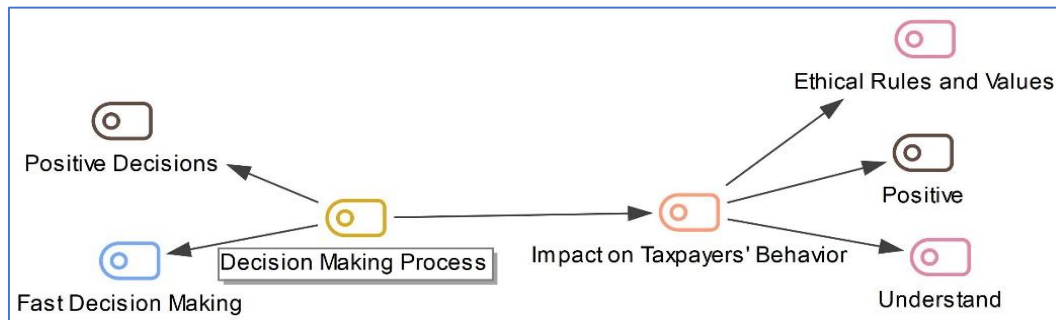 Ethical Rules and Values
Positive Decisions
Positive
Decision Making Process
Impact on Taxpayers' Behavior
Fast Decision Making
Understand